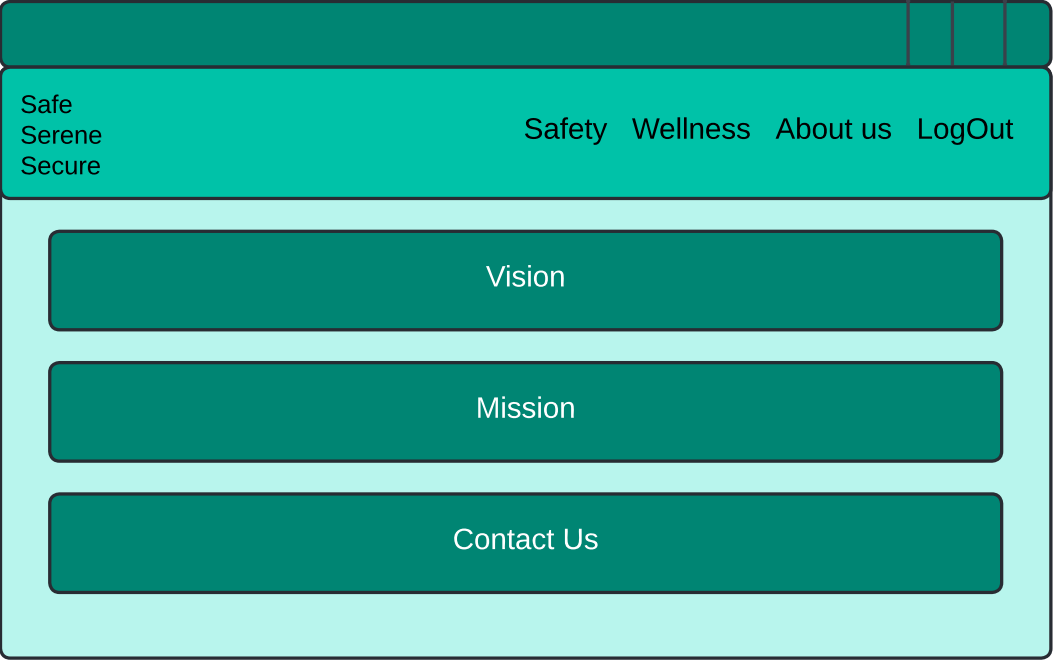 Safe
Serene
Secure
Safety Wellness About us LogOut
Vision
Mission
Contact Us